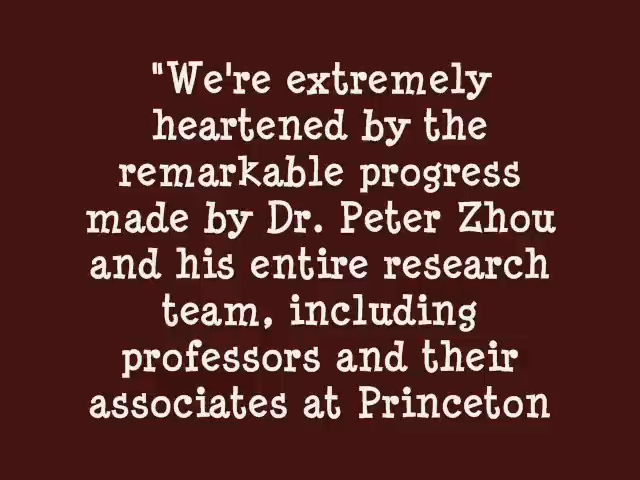 "We're extremely
heartened by the
remarkable progress
made by Dr. Peter Zhou
and his entire research
team, including
professors and their
associates at Princeton